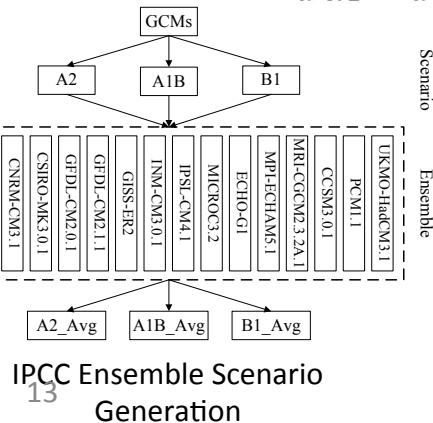 GCMs
A2
A1B
B1
Scenario
Ensemble
CNRM-CM3.1
CSIRO-MK3.0.1
GFDL-CM2.0.1
GFDL-CM2.1.1
GISS-ER2
INM-CM3.0.1
IPSL-CM4.1
MICROC3.2
ECHO-G1
MPI-ECHAM5.1
MRI-CGCM2.3.2A.1
CCSM3.0.1
PCM1.1
UKMO-HadCM3.1
A2_Avg
A1B_Avg
B1_Avg
IPCC Ensemble Scenario
13
Generation